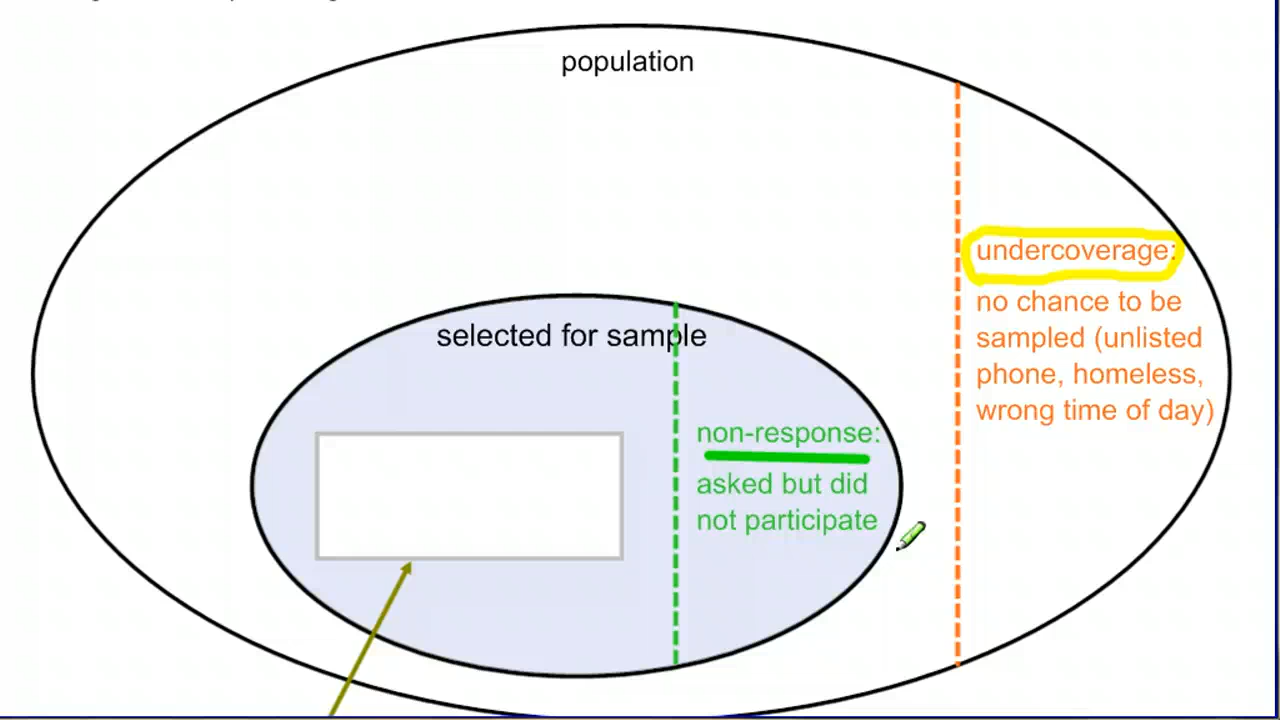 population
undercoverage:
no chance to be
sampled (unlisted
phone, homeless,
wrong time of day)
selected for sample
non-response:
asked but did
not participate